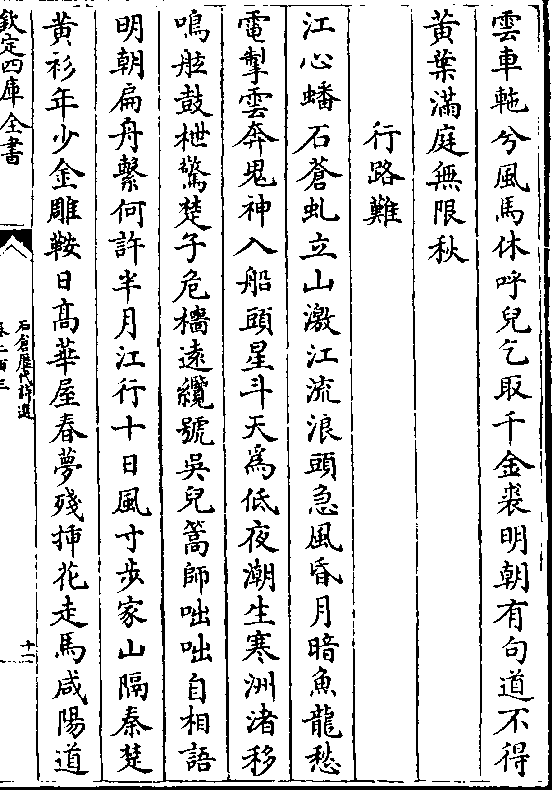 雲車軿兮風馬休呼兒乞取千金裘明朝有句道不得
黃葉滿庭無限秋
行路難
江心蟠石蒼虬立山激江流浪頭急風昏月暗魚龍愁
電掣雲奔鬼神入船頭星斗天為低夜潮生寒洲渚移
鳴舷鼓枻驚楚子危檣遠纜號吳兒篙師咄咄自相語
明朝扁舟繫何許半月江行十日風寸步家山隔秦楚
黃衫年少金雕鞍日高華屋春夢殘揷花走馬咸陽道
欽定四庫全書
石倉歷代詩選
卷二百三
十二